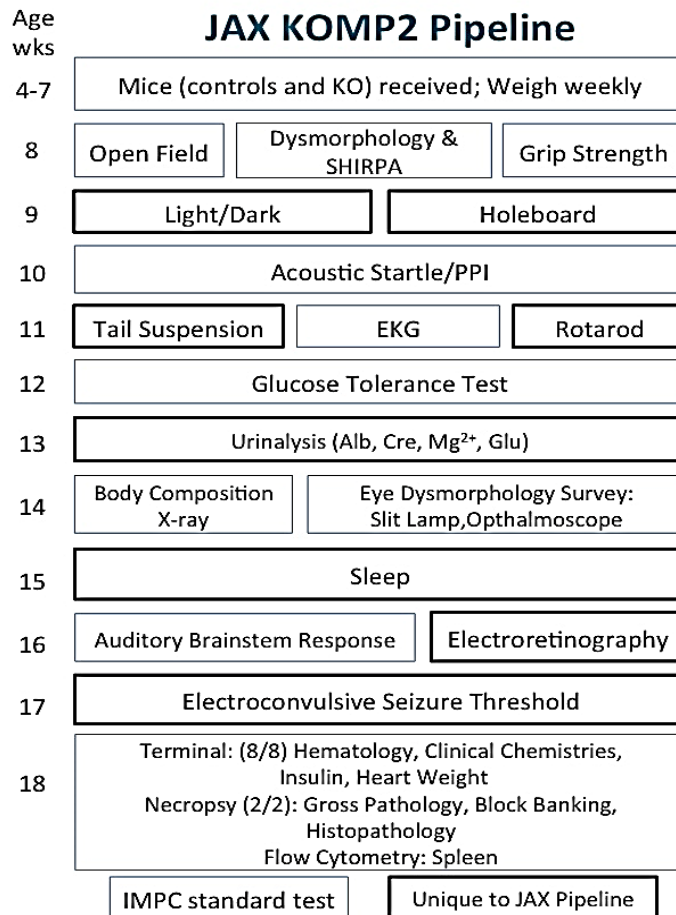 Age
wks
JAX KOMP2 Pipeline
4-7
Mice (controls and KO) received; Weigh weekly
8
Open Field
Dysmorphology &
SHIRPA
Grip Strength
9
Light/Dark
Holeboard
10
Acoustic Startle/PPI
11
Tail Suspension
EKG
Rotarod
12
Glucose Tolerance Test
13
Urinalysis (Alb, Cre, Mg²⁺, Glu)
14
Body Composition
X-ray
Eye Dysmorphology Survey:
Slit Lamp,Opthalmoscope
15
Sleep
16
Auditory Brainstem Response
Electroretinography
17
Electroconvulsive Seizure Threshold
18
Terminal: (8/8) Hematology, Clinical Chemistries,
Insulin, Heart Weight
Necropsy (2/2): Gross Pathology, Block Banking,
Histopathology
Flow Cytometry: Spleen
IMPC standard test
Unique to JAX Pipeline